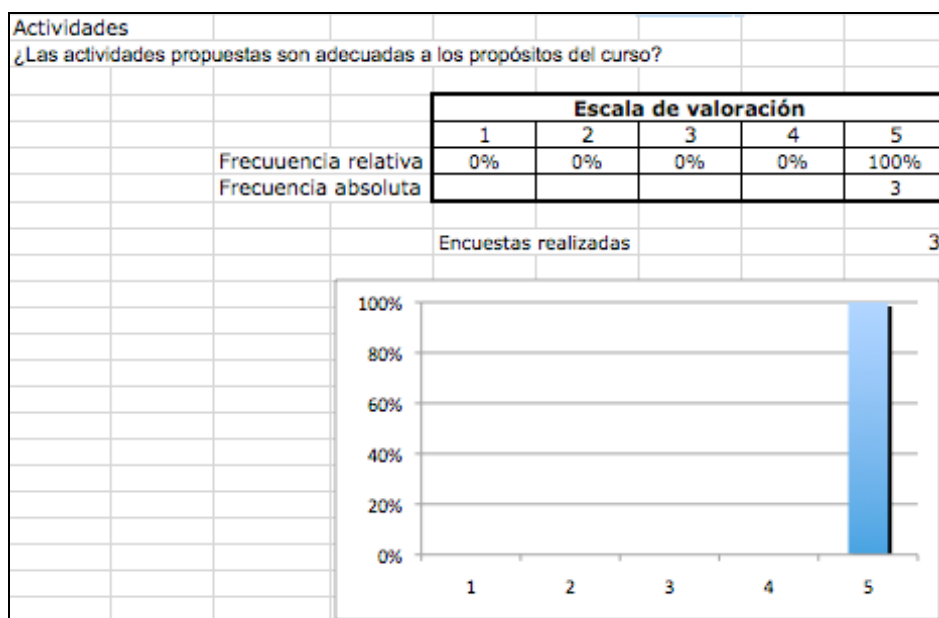 Actividades
¿Las actividades propuestas son adecuadas a los propósitos del curso?
Escala de valoración
1 2 3 4 5
Frecuuencia relativa 0% 0% 0% 0% 100%
Frecuencia absoluta 3
Encuestas realizadas 3
100%
80%
60%
40%
20%
0%
1 2 3 4 5